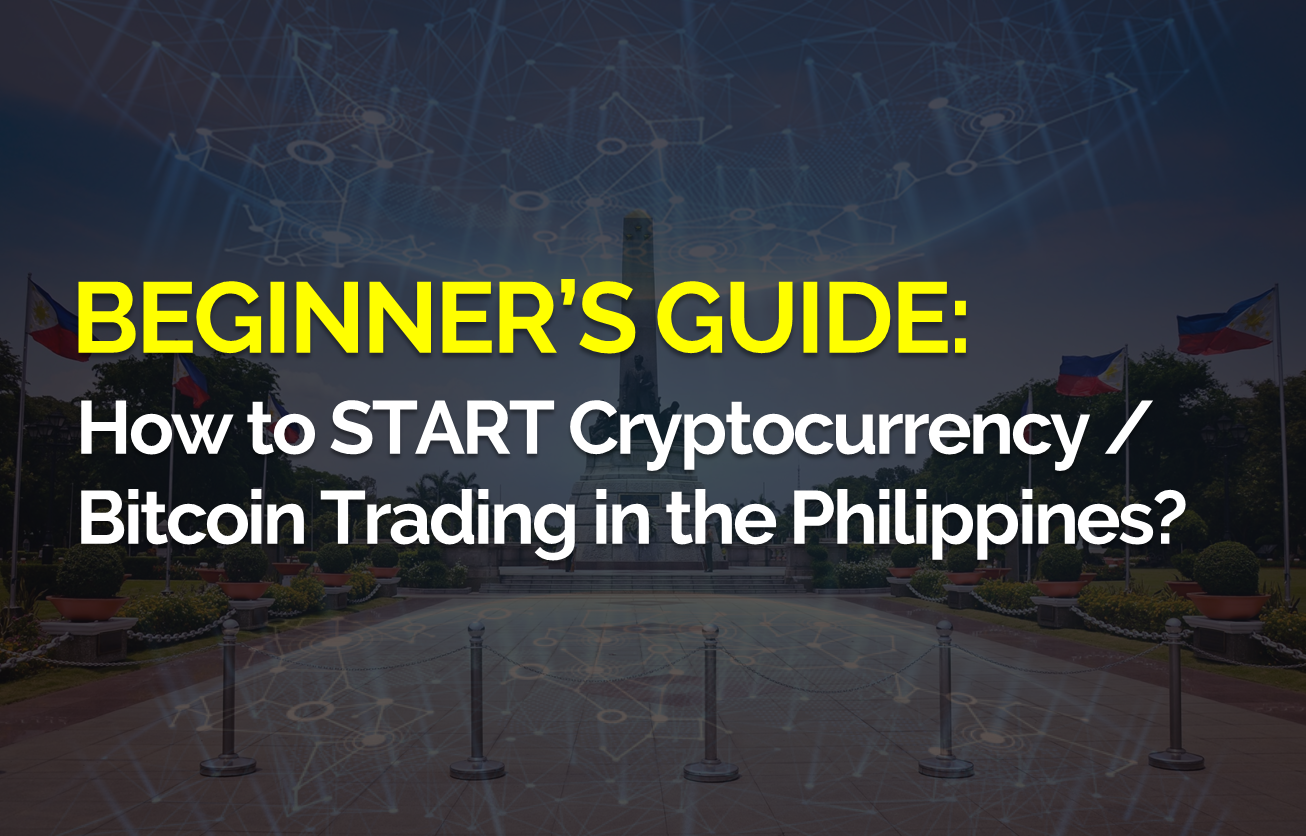 BEGINNER’S GUIDE:
How to START Cryptocurrency /
Bitcoin Trading in the Philippines?